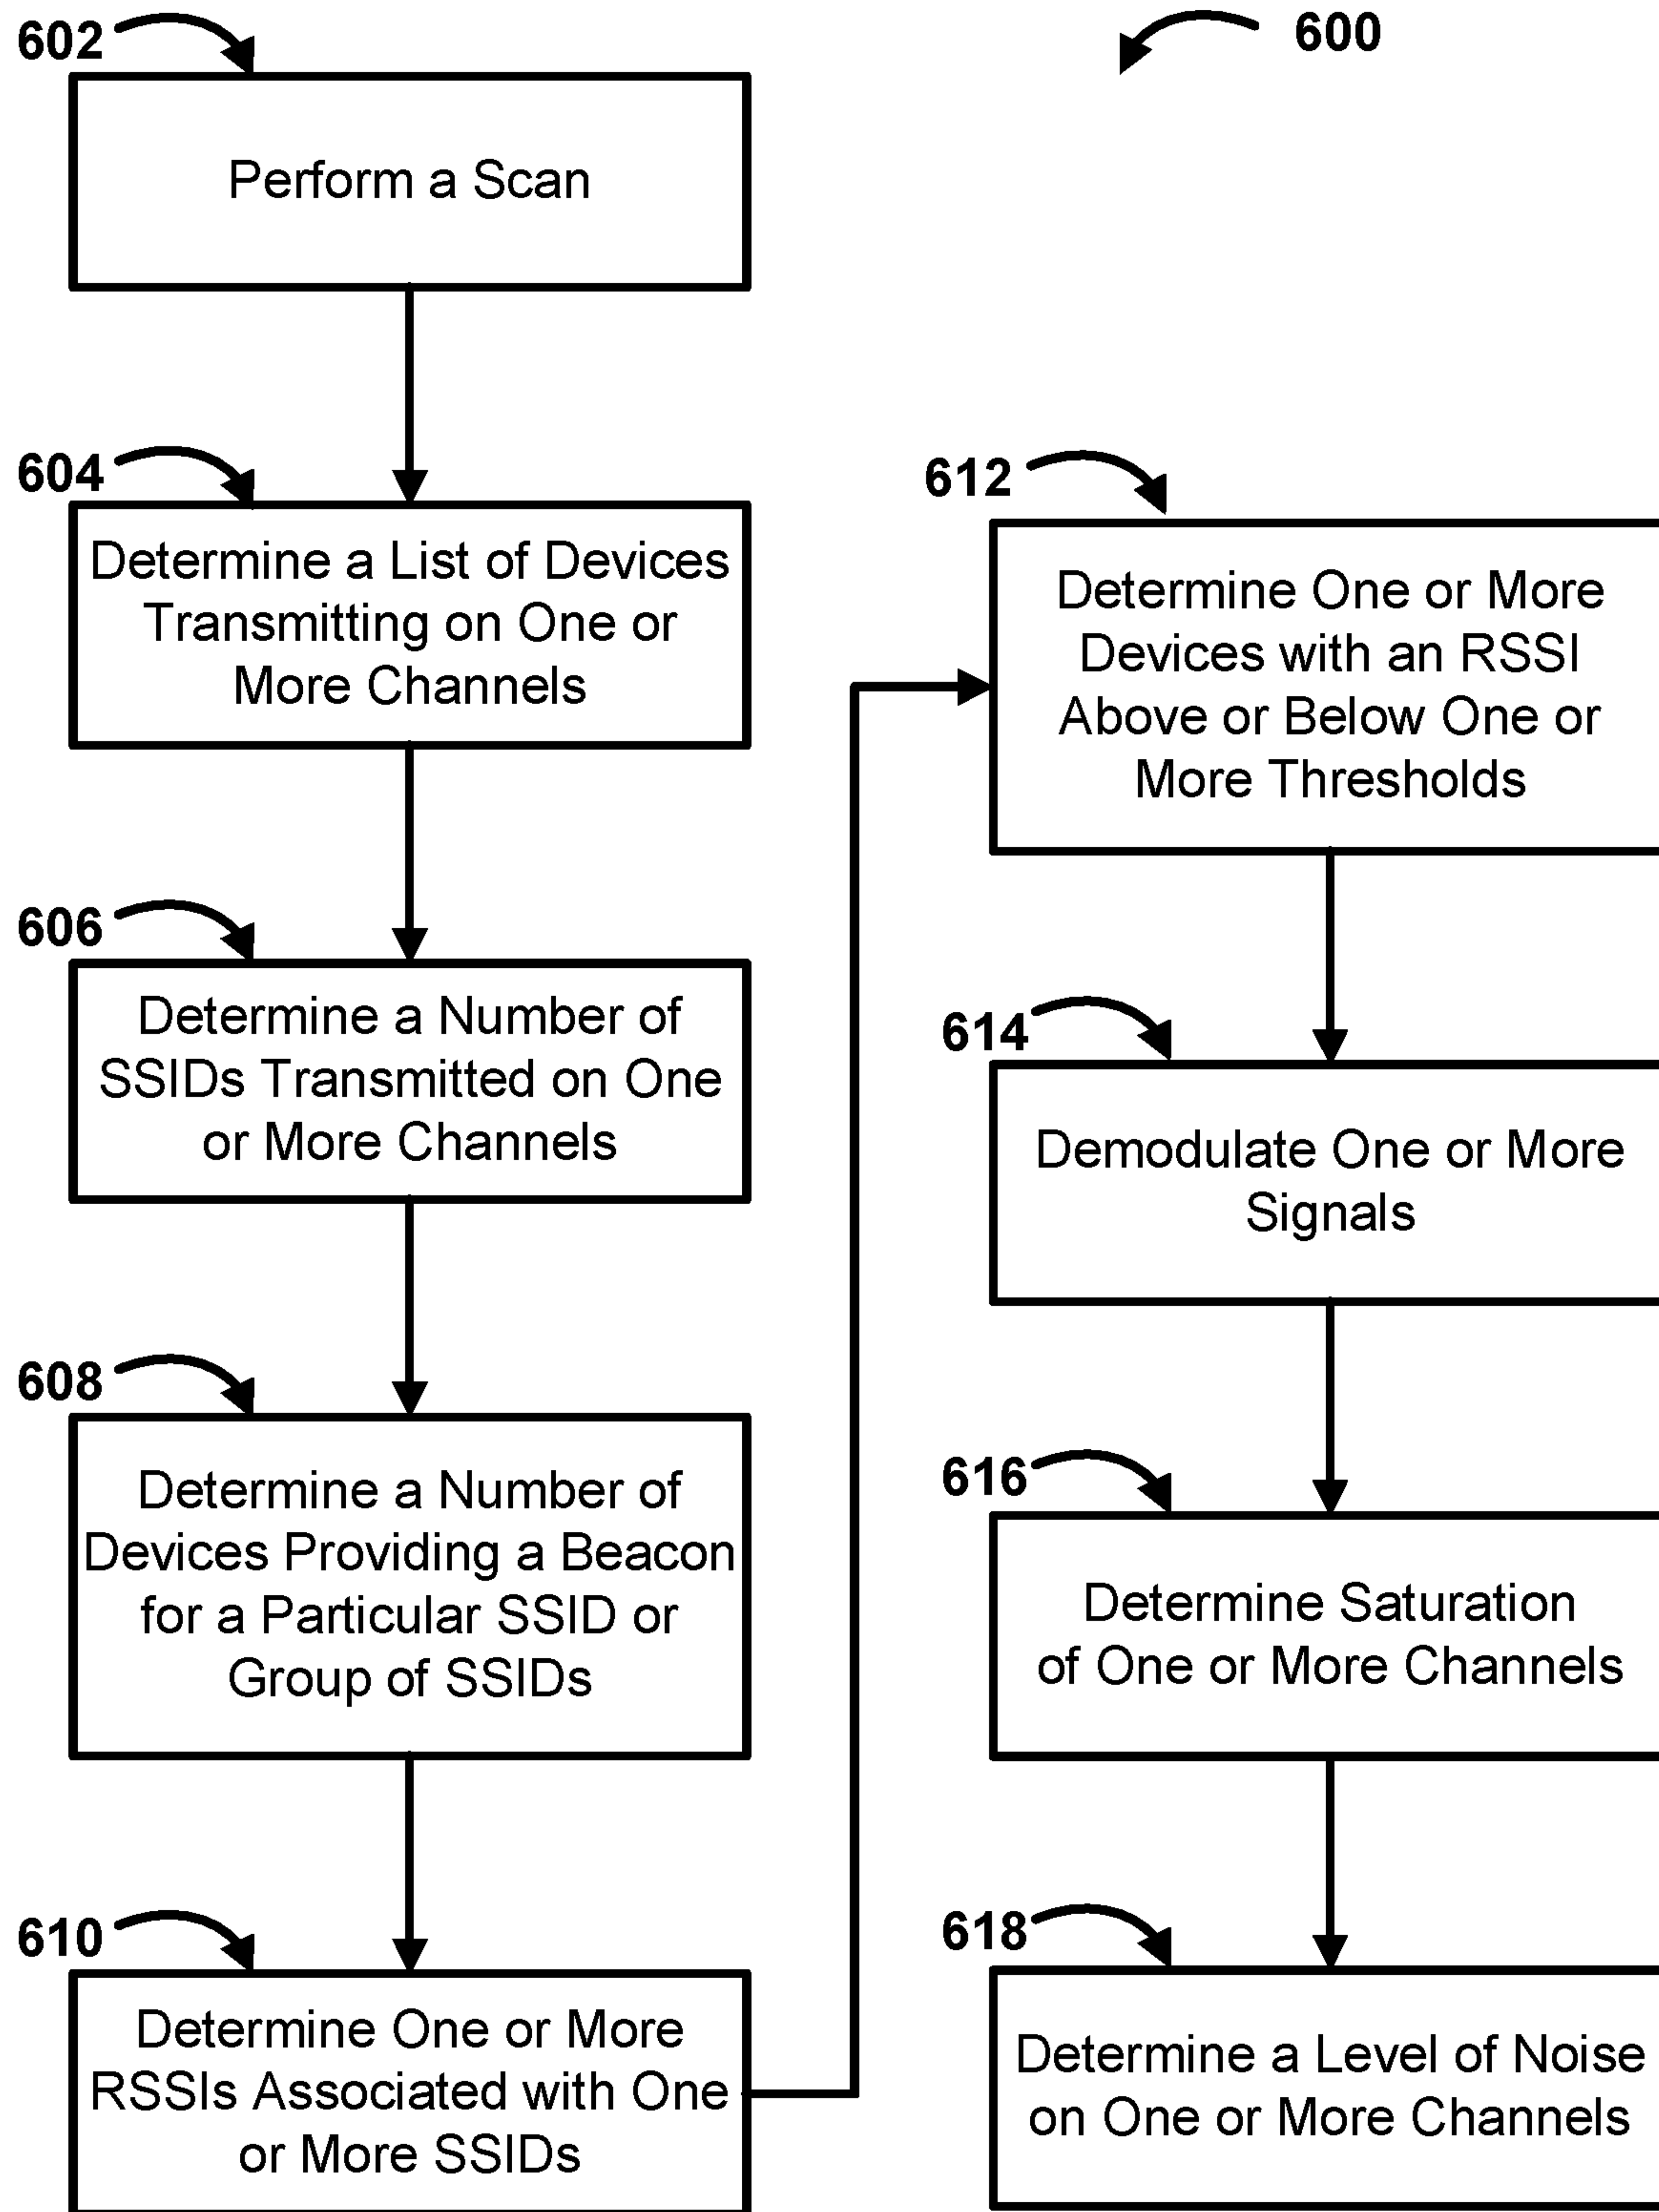 600
602
Perform a Scan
604
Determine a List of Devices
Transmitting on One or
More Channels
606
Determine a Number of
SSIDs Transmitted on One
or More Channels
608
Determine a Number of
Devices Providing a Beacon
for a Particular SSID or
Group of SSIDs
610
Determine One or More
RSSIs Associated with One
or More SSIDs
612
Determine One or More
Devices with an RSSI
Above or Below One or
More Thresholds
614
Demodulate One or More
Signals
616
Determine Saturation
of One or More Channels
618
Determine a Level of Noise
on One or More Channels